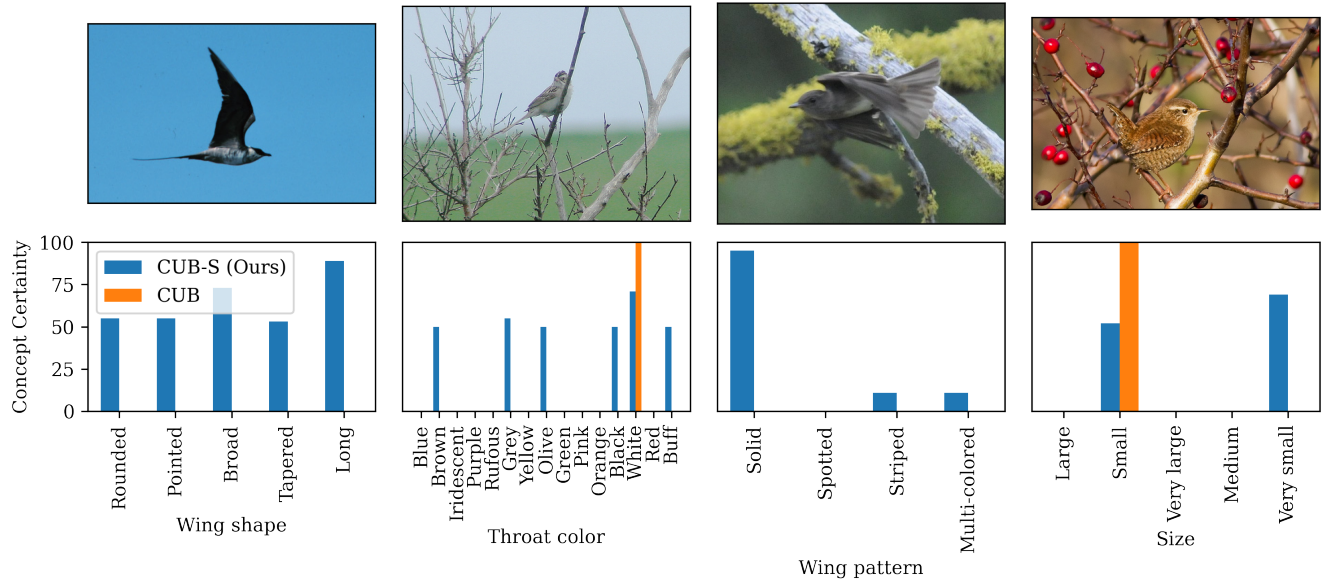 Concept Certainty
100
75
50
25
0
CUB-S (Ours)
CUB
Rounded
Pointed
Broad
Tapered
Long
Wing shape
Blue
Brown
Iridescent
Purple
Rufous
Grey
Yellow
Olive
Green
Pink
Orange
Black
White
Red
Buff
Throat color
Solid
Spotted
Striped
Multi-colored
Wing pattern
Large
Small
Very large
Medium
Very small
Size